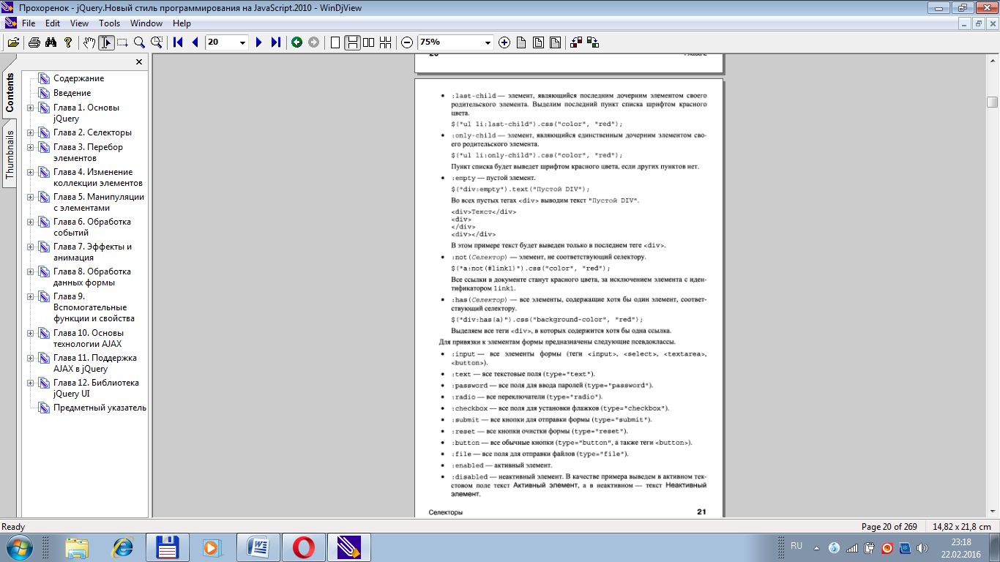 Прохоренок - jQuery.Новый стиль программирования на JavaScript.2010 - WinDjView
File Edit View Tools Window Help
20
75%
Contents
Thumbnails
Содержание
Введение
Глава 1. Основы
jQuery
Глава 2. Селекторы
Глава 3. Перебор
элементов
Глава 4. Изменение
коллекции элементов
Глава 5. Манипуляции
с элементами
Глава 6. Обработка
событий
Глава 7. Эффекты и
анимация
Глава 8. Обработка
данных формы
Глава 9.
Вспомогательные
функции и свойства
Глава 10. Основы
технологии AJAX
Глава 11. Поддержка
AJAX в jQuery
Глава 12. Библиотека
jQuery UI
Предметный указатель
• :last-child — элемент, являющийся последним дочерним элементом своего
родительского элемента. Выделим последний пункт списка шрифтом красного
цвета.
$("ul li:last-child").css("color", "red");
• :only-child — элемент, являющийся единственным дочерним элементом сво-
его родительского элемента.
$("ul li:only-child").css("color", "red");
Пункт списка будет выведет шрифтом красного цвета, если других пунктов нет.
• :empty — пустой элемент.
$("div:empty").text("Пустой DIV");
Во всех пустых тегах <div> выводим текст "Пустой DIV".
<div>Текст</div>
<div>
</div>
<div></div>
В этом примере текст будет выведен только в последнем теге <div>.
• :not(Селектор) — элемент, не соответствующий селектору.
$("a:not(#link1)").css("color", "red");
Все ссылки в документе станут красного цвета, за исключением элемента с иден-
тификатором link1.
• :has(Селектор) — все элементы, содержащие хотя бы один элемент, соответ-
ствующий селектору.
$("div:has(a)").css("background-color", "red");
Выделяем все теги <div>, в которых содержится хотя бы одна ссылка.
Для привязки к элементам формы предназначены следующие псевдоклассы.
• :input — все элементы формы (теги <input>, <select>, <textarea>,
<button>).
• :text — все текстовые поля (type="text").
• :password — все поля для ввода паролей (type="password").
• :radio — все переключатели (type="radio").
• :checkbox — все поля для установки флажков (type="checkbox").
• :submit — все кнопки для отправки формы (type="submit").
• :reset — все кнопки очистки формы (type="reset").
• :button — все обычные кнопки (type="button", а также теги <button>).
• :file — все поля для отправки файлов (type="file").
• :enabled — активный элемент.
• :disabled — неактивный элемент. В качестве примера выведем в активном тек-
стовом поле текст Активный элемент, а в неактивном — текст Неактивный
элемент.
Селекторы 21
Ready Page 20 of 269 14,82 x 21,8 cm
RU 23:18
22.02.2016